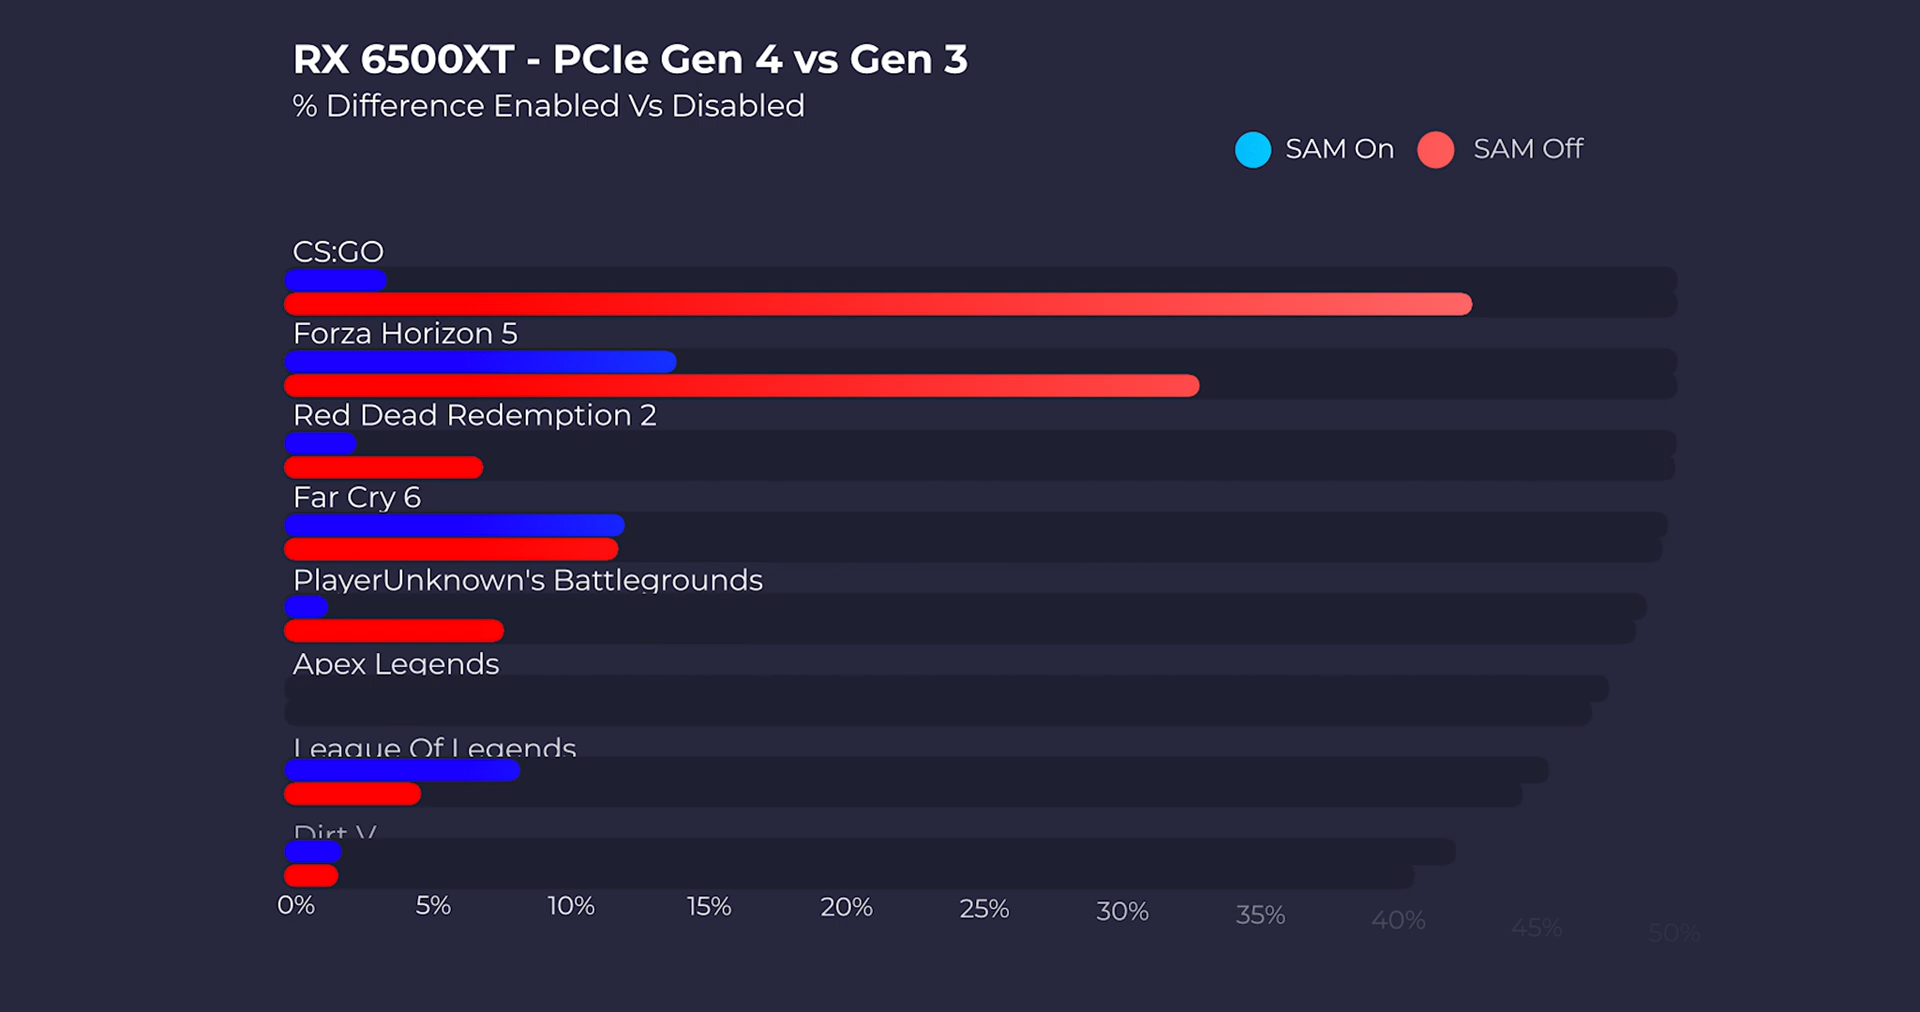 RX 6500XT - PCIe Gen 4 vs Gen 3
% Difference Enabled Vs Disabled
SAM On SAM Off
CS:GO
Forza Horizon 5
Red Dead Redemption 2
Far Cry 6
PlayerUnknown's Battlegrounds
Apex Legends
League Of Legends
Dirt V
0% 5% 10% 15% 20% 25% 30% 35% 40% 45% 50%